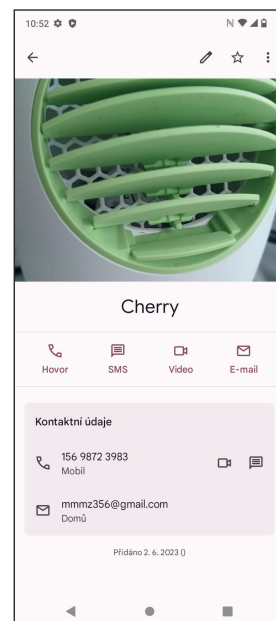 10:52
Cherry
Hovor
SMS
Video
E-mail
Kontaktní údaje
156 9872 3983
Mobil
mmmz356@gmail.com
Domů
Přidáno 2. 6. 2023 ()